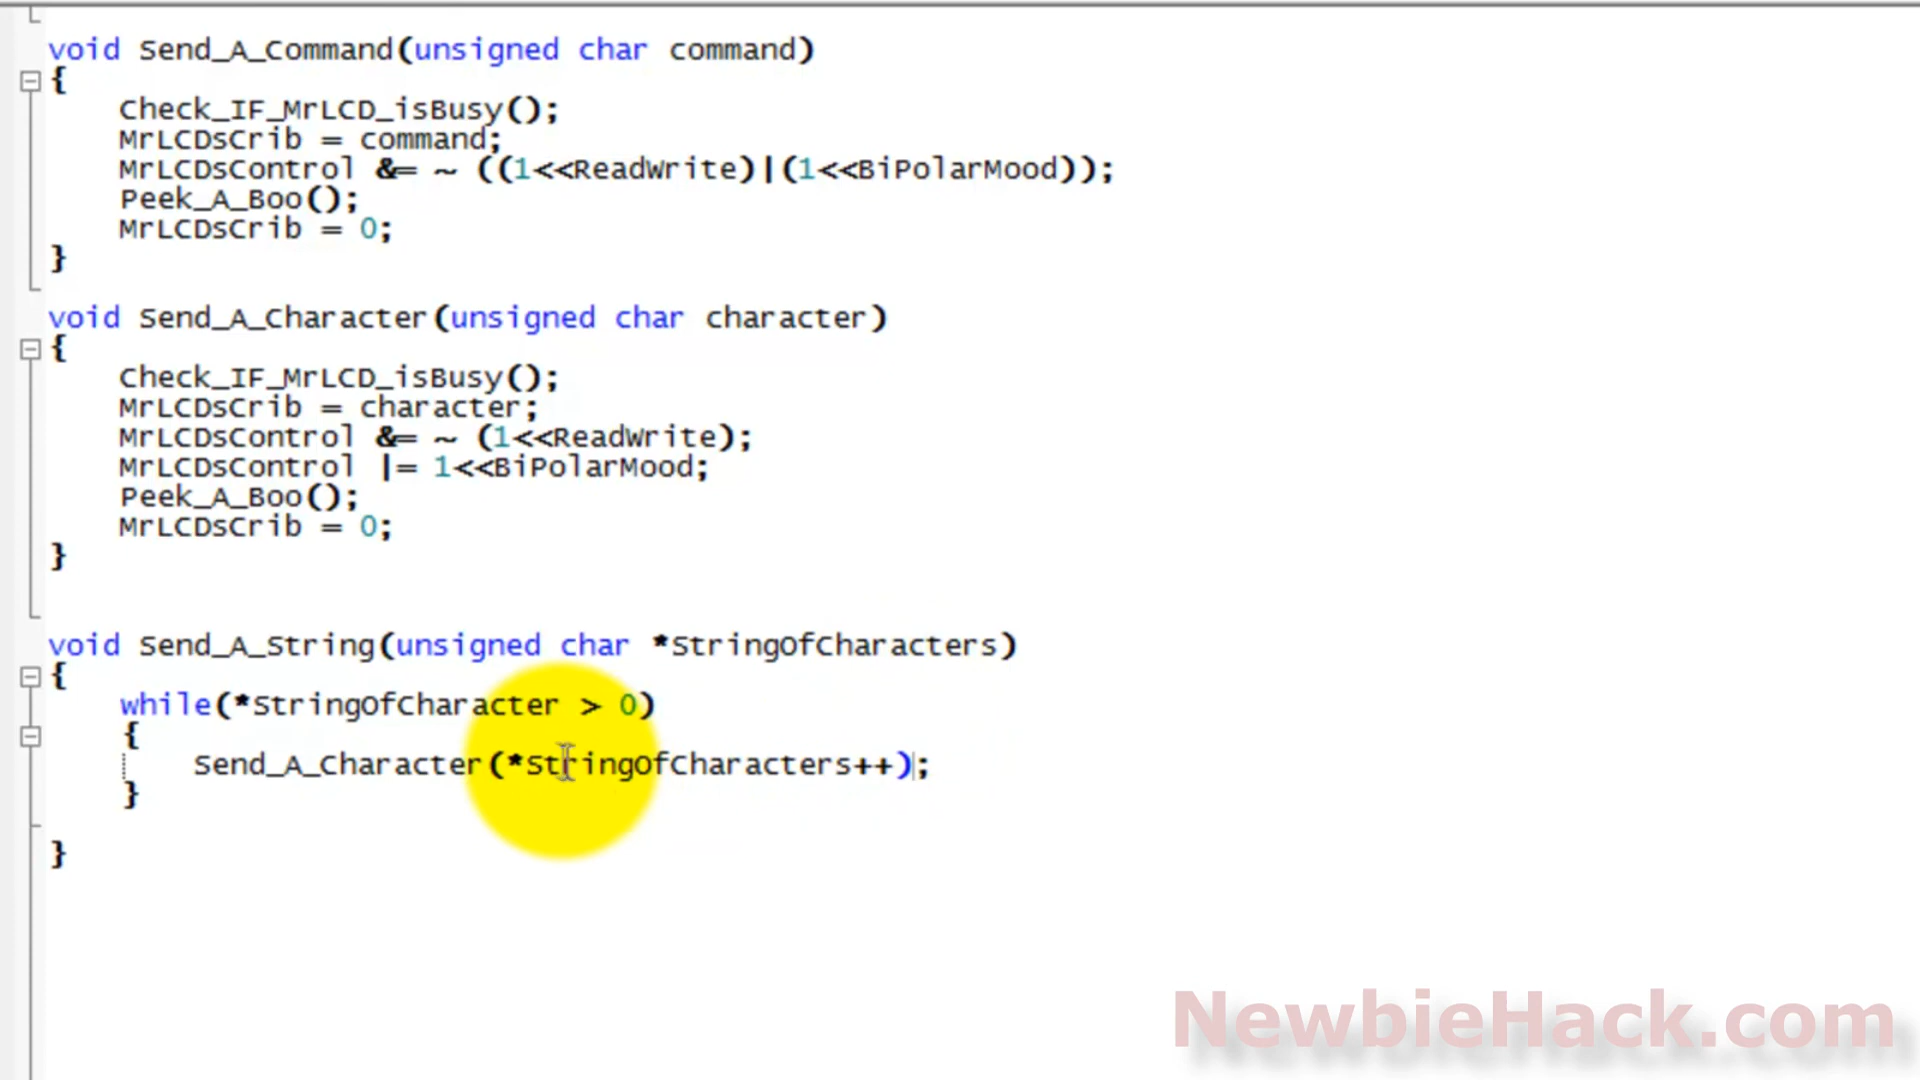 void Send_A_Command(unsigned char command)
{
Check_IF_MrLCD_isBusy();
MrLCDsCrib = command;
MrLCDsControl &= ~ ((1<<ReadWrite)|(1<<BiPolarMood));
Peek_A_Boo();
MrLCDsCrib = 0;
}
void Send_A_Character(unsigned char character)
{
Check_IF_MrLCD_isBusy();
MrLCDsCrib = character;
MrLCDsControl &= ~ (1<<ReadWrite);
MrLCDsControl |= 1<<BiPolarMood;
Peek_A_Boo();
MrLCDsCrib = 0;
}
void Send_A_String(unsigned char *StringOfCharacters)
{
while(*StringOfCharacter > 0)
{
Send_A_Character(*StringOfCharacters++);
}
}
NewbieHack.com